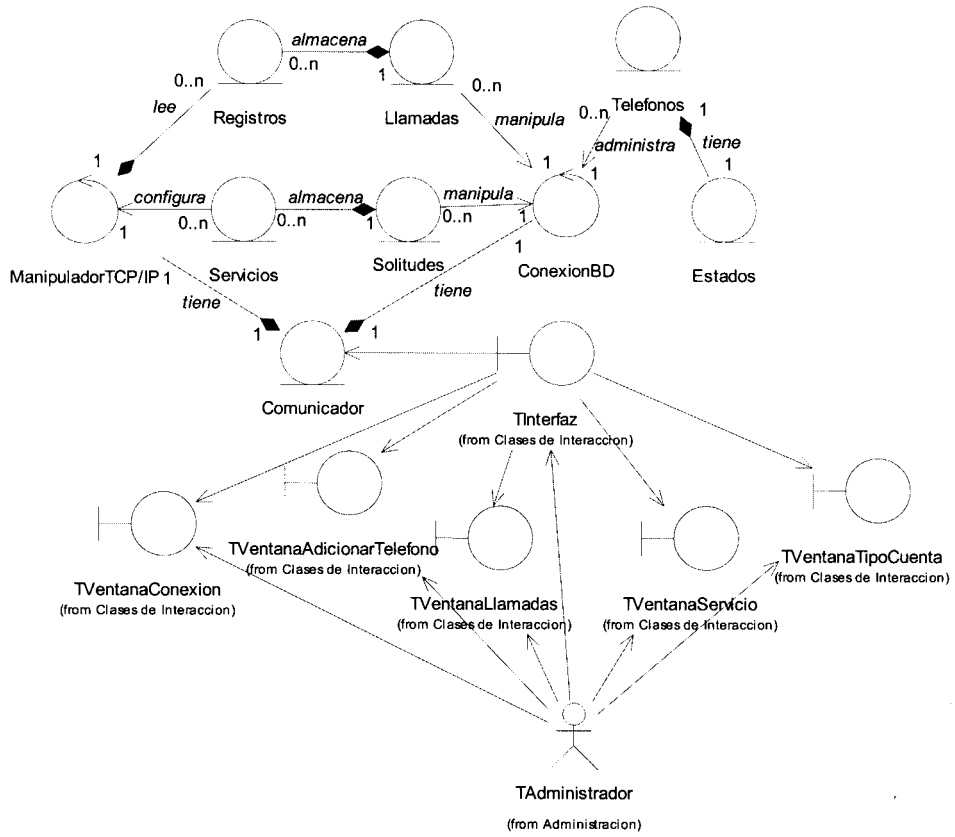 almacena
0..n
1
0..n
0..n
Registros
Llamadas
lee
manipula
Telefonos
0..n
1
administra
tiene
1
1
1
1
configura
0..n
1
almacena
0..n
1
manipula
0..n
1
1
ManipuladorTCP/IP
1
Servicios
Solitudes
ConexionBD
Estados
tiene
tiene
1
1
Comunicador
TInterfaz
(from Clases de Interaccion)
TVentanaAdicionarTelefono
(from Clases de Interaccion)
TVentanaTipoCuenta
(from Clases de Interaccion)
TVentanaConexion
(from Clases de Interaccion)
TVentanaLlamadas
(from Clases de Interaccion)
TVentanaServicio
(from Clases de Interaccion)
TAdministrador
(from Administracion)